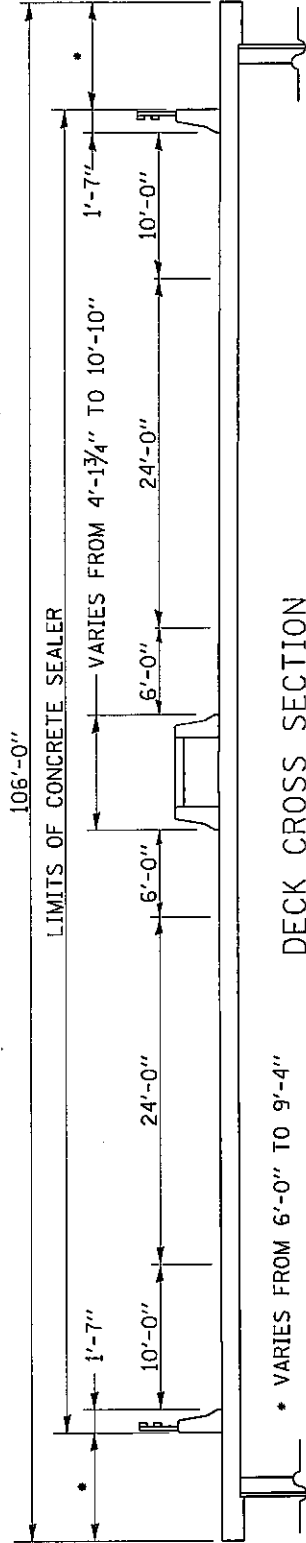 106'-0"
LIMITS OF CONCRETE SEALER
*
1'-7"
VARIES FROM 4'-1¾" TO 10'-10"
1'-7"
*
10'-0"
24'-0"
6'-0"
6'-0"
24'-0"
10'-0"
* VARIES FROM 6'-0" TO 9'-4"
DECK CROSS SECTION